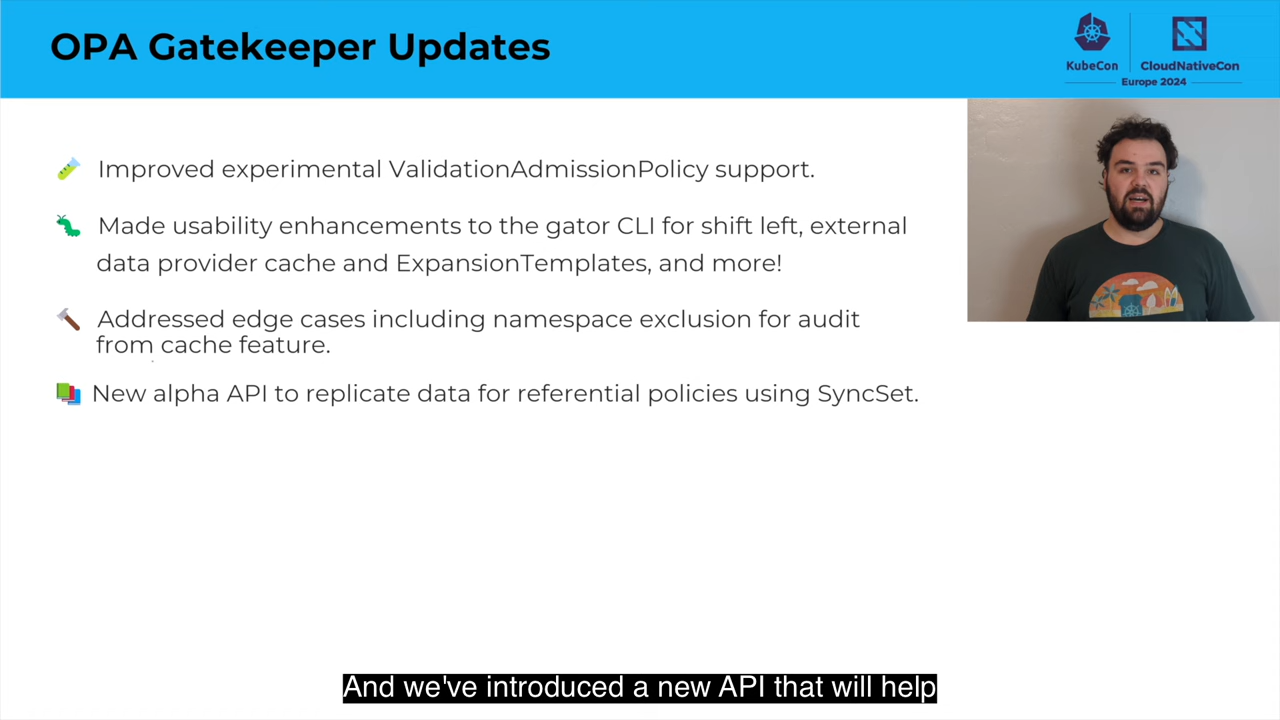 OPA Gatekeeper Updates
KubeCon
CloudNativeCon
Europe 2024
Improved experimental ValidationAdmissionPolicy support.
Made usability enhancements to the gator CLI for shift left, external
data provider cache and ExpansionTemplates, and more!
Addressed edge cases including namespace exclusion for audit
from cache feature.
New alpha API to replicate data for referential policies using SyncSet.
And we've introduced a new API that will help